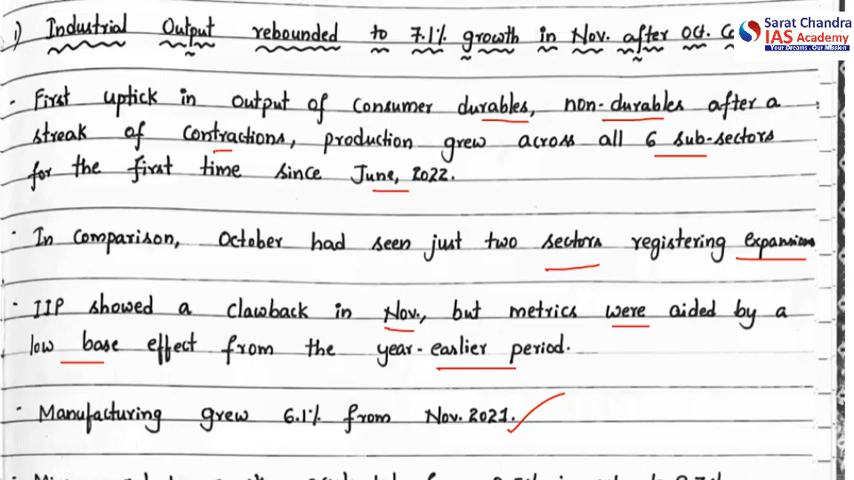 i) Industrial Output rebounded to 7.1% growth in Nov. after Oct.
Sarat Chandra
IAS Academy
Your Dreams . Our Mission
· First uptick in output of consumer durables, non-durables after a
streak of contractions, production grew across all 6 sub-sectors
for the first time since June, 2022.
· In comparison, October had seen just two sectors registering expansion
· IIP showed a clawback in Nov., but metrics were aided by a
low base effect from the year-earlier period.
· Manufacturing grew 6.1% from Nov. 2021.